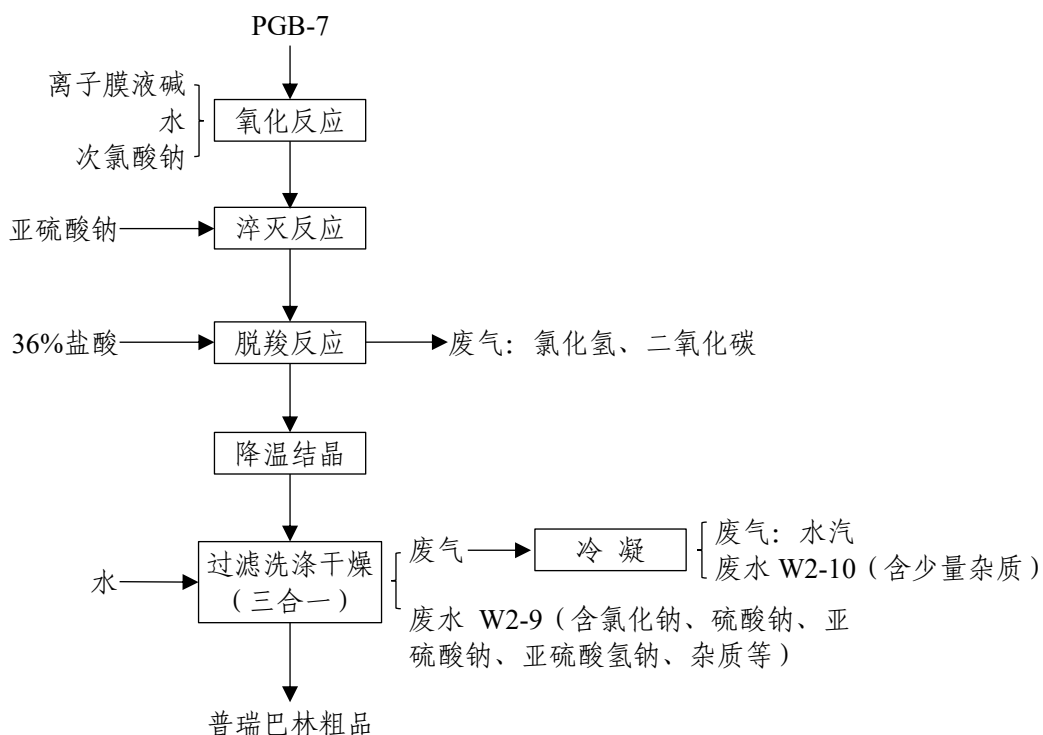 PGB-7
离子膜液碱
水
次氯酸钠
氧化反应
亚硫酸钠
淬灭反应
36%盐酸
脱羧反应
废气：氯化氢、二氧化碳
降温结晶
水
过滤洗涤干燥
（三合一）
废气
冷 凝
废气：水汽
废水 W2-10（含少量杂质）
废水 W2-9（含氯化钠、硫酸钠、亚
硫酸钠、亚硫酸氢钠、杂质等）
普瑞巴林粗品